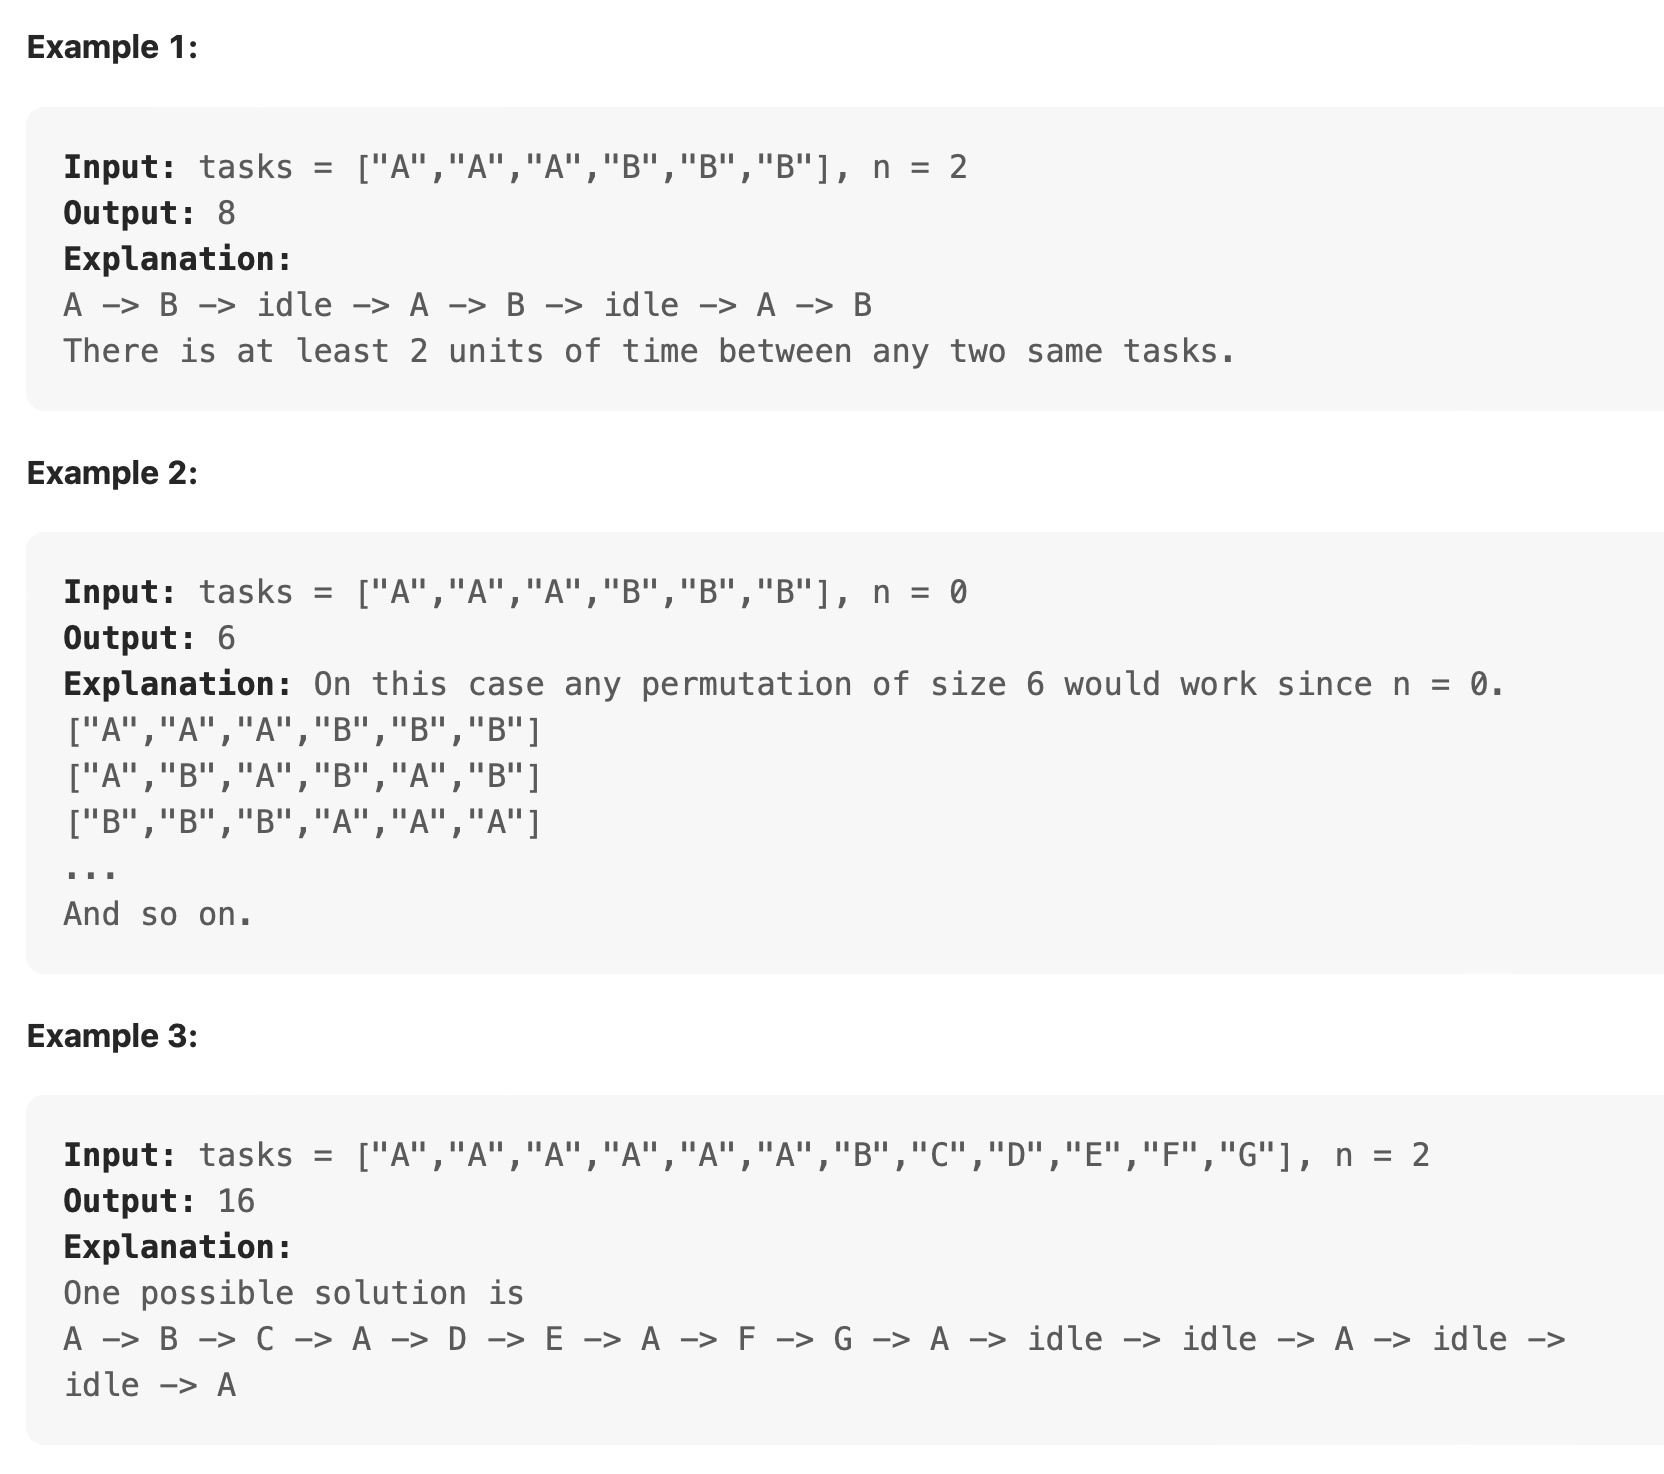 Example 1:
Input: tasks = ["A","A","A","B","B","B"], n = 2
Output: 8
Explanation:
A -> B -> idle -> A -> B -> idle -> A -> B
There is at least 2 units of time between any two same tasks.
Example 2:
Input: tasks = ["A","A","A","B","B","B"], n = 0
Output: 6
Explanation: On this case any permutation of size 6 would work since n = 0.
["A","A","A","B","B","B"]
["A","B","A","B","A","B"]
["B","B","B","A","A","A"]
...
And so on.
Example 3:
Input: tasks = ["A","A","A","A","A","A","B","C","D","E","F","G"], n = 2
Output: 16
Explanation:
One possible solution is
A -> B -> C -> A -> D -> E -> A -> F -> G -> A -> idle -> idle -> A -> idle ->
idle -> A